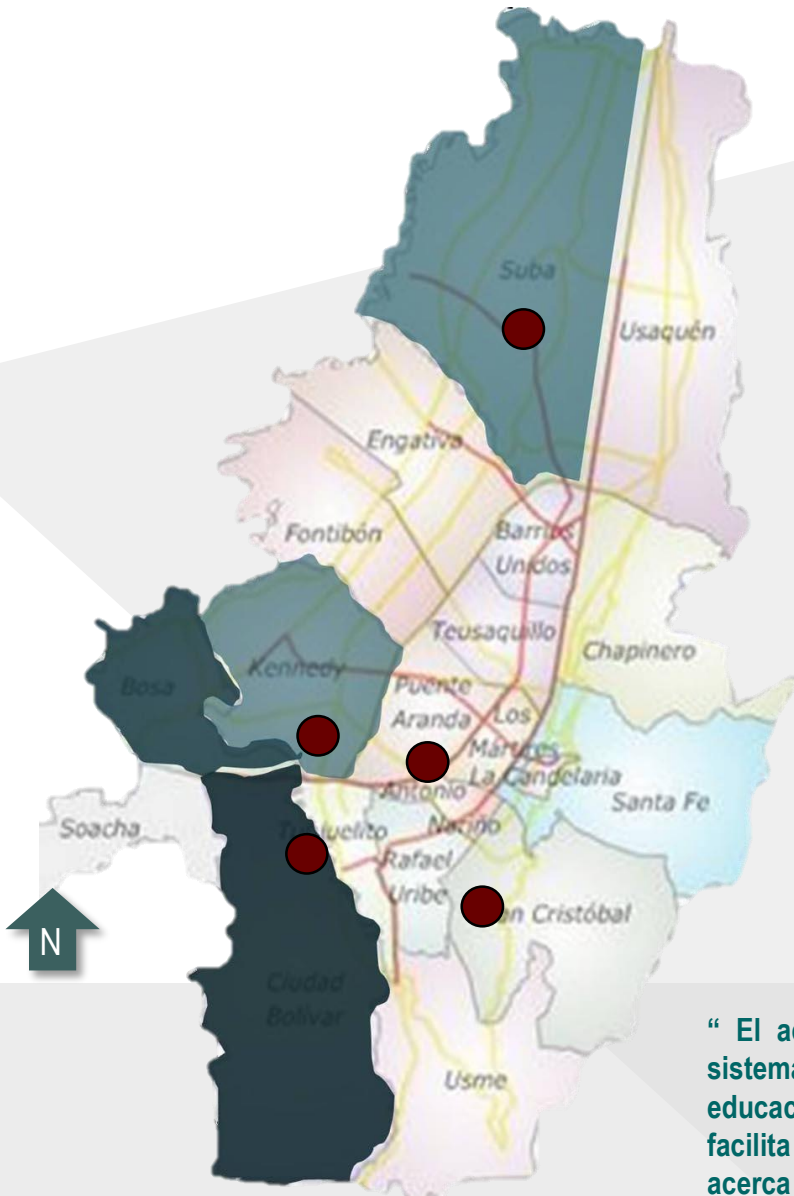 Suba
Usaquén
Engativa
Fontibón
Barrios
Unidos
Teusaquillo
Chapinero
Kennedy
Bosa
Puente
Aranda
Los
Mártires
La Candelaria
Antonio
Nariño
Santa Fe
Soacha
Rafael
Uribe
n Cristóbal
N
Ciudad
Bolívar
Usme
“ El
sistema
educac
facilita
acerca